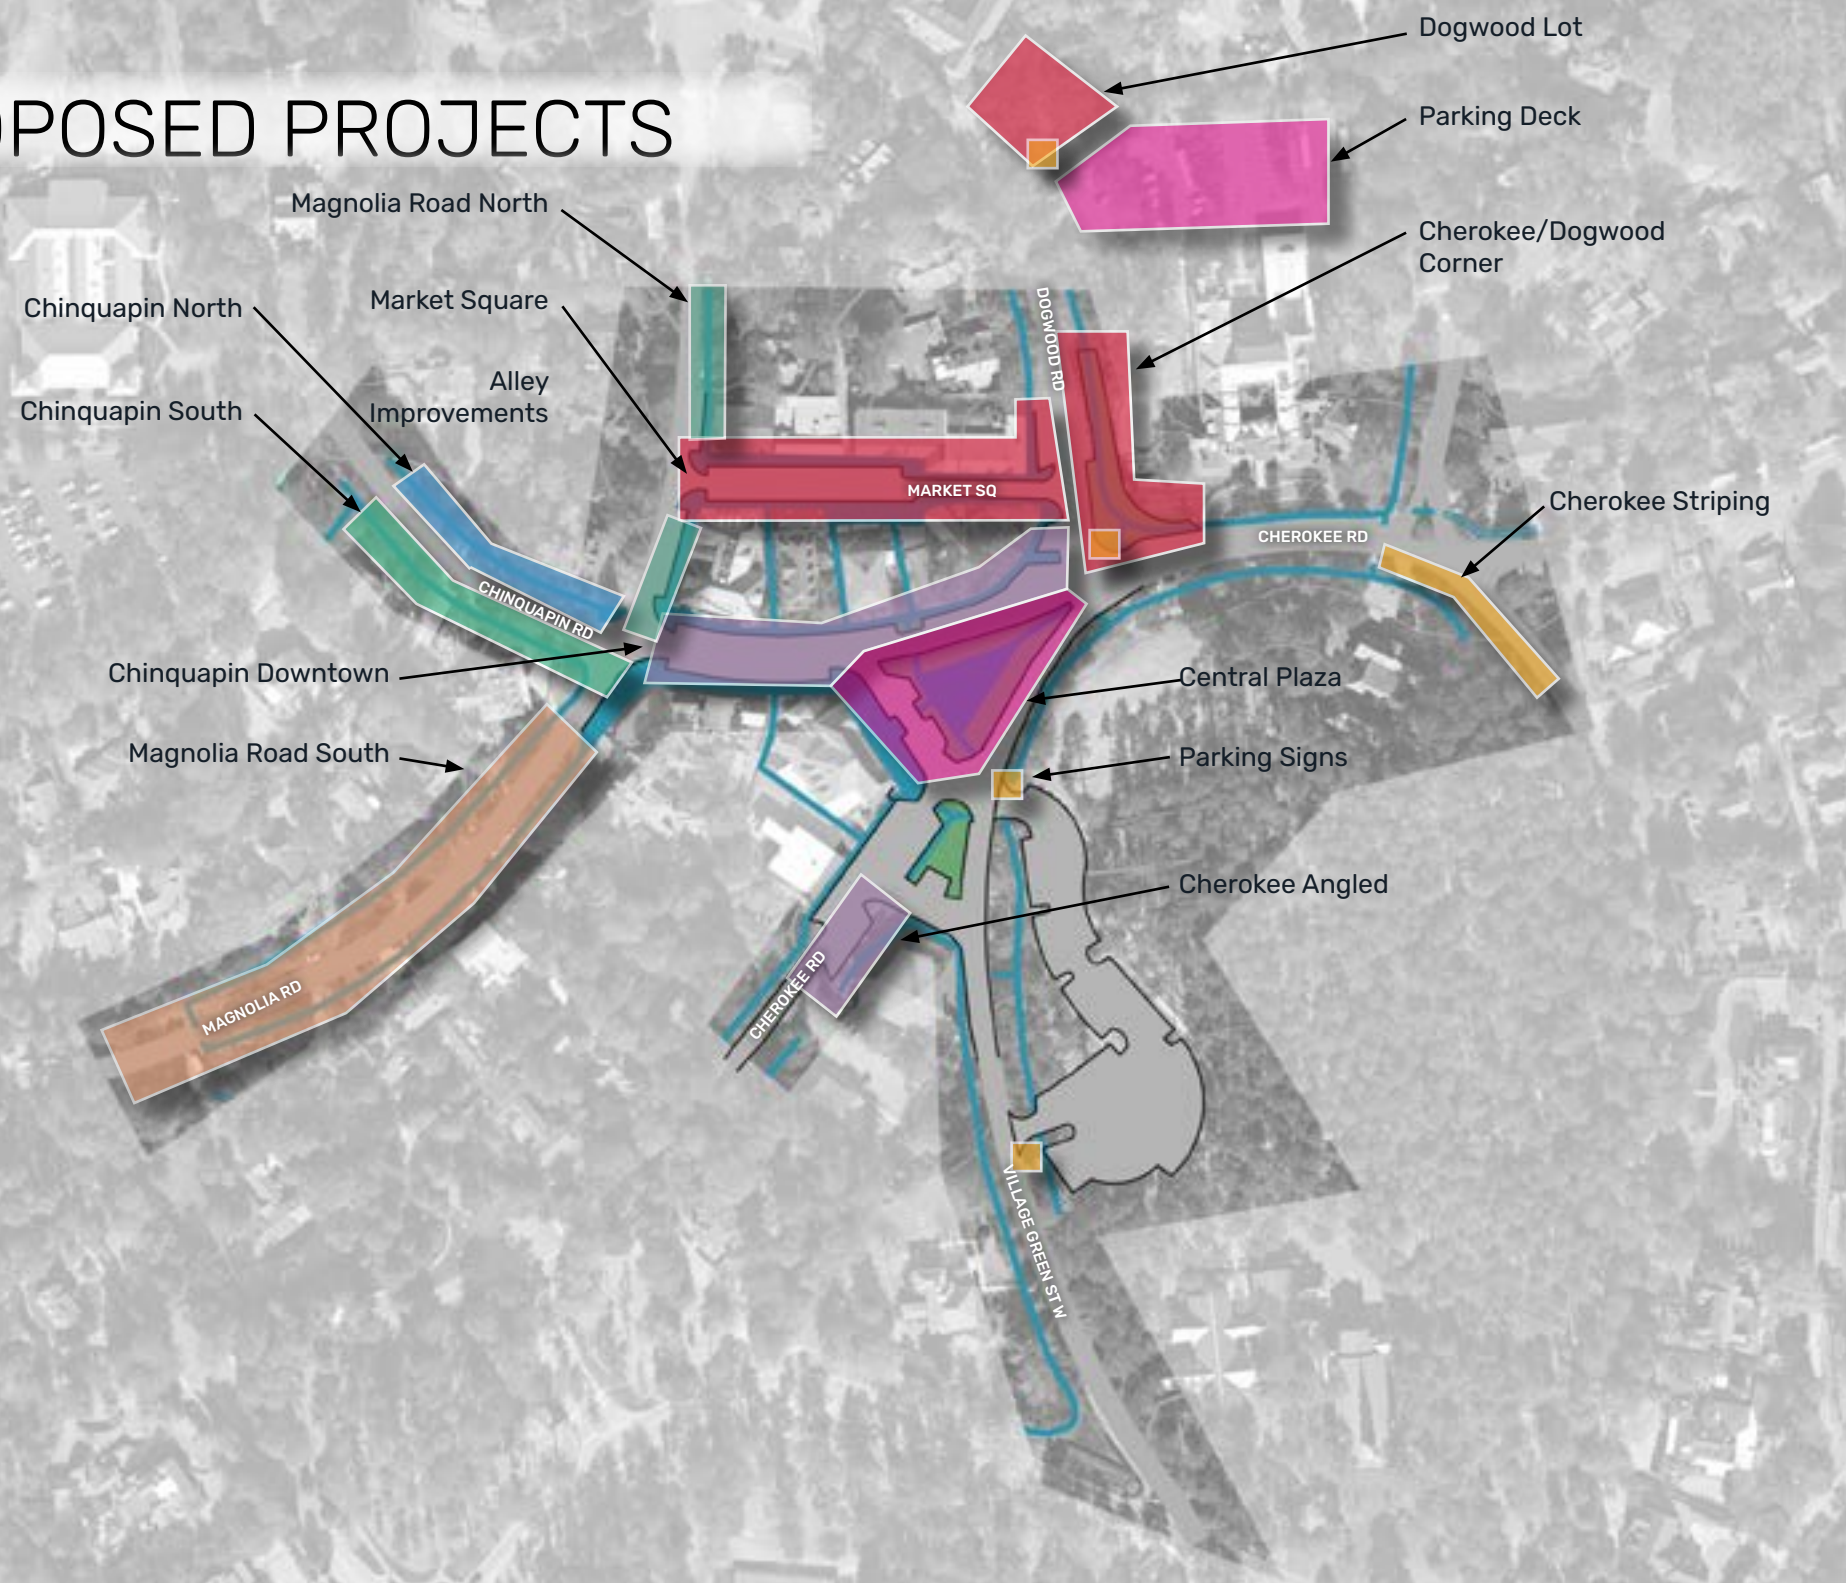 Dogwood Lot
OPOSED PROJECTS
Parking Deck
Magnolia Road North
Cherokee/Dogwood
Corner
Market Square
Chinquapin North
DOGWOOD RD
Alley
Improvements
Chinquapin South
MARKET SQ
Cherokee Striping
CHEROKEE RD
CHINQUAPIN RD
Chinquapin Downtown
Central Plaza
Magnolia Road South
Parking Signs
Cherokee Angled
MAGNOLIA RD
CHEROKEE RD
VILLAGE GREEN ST W